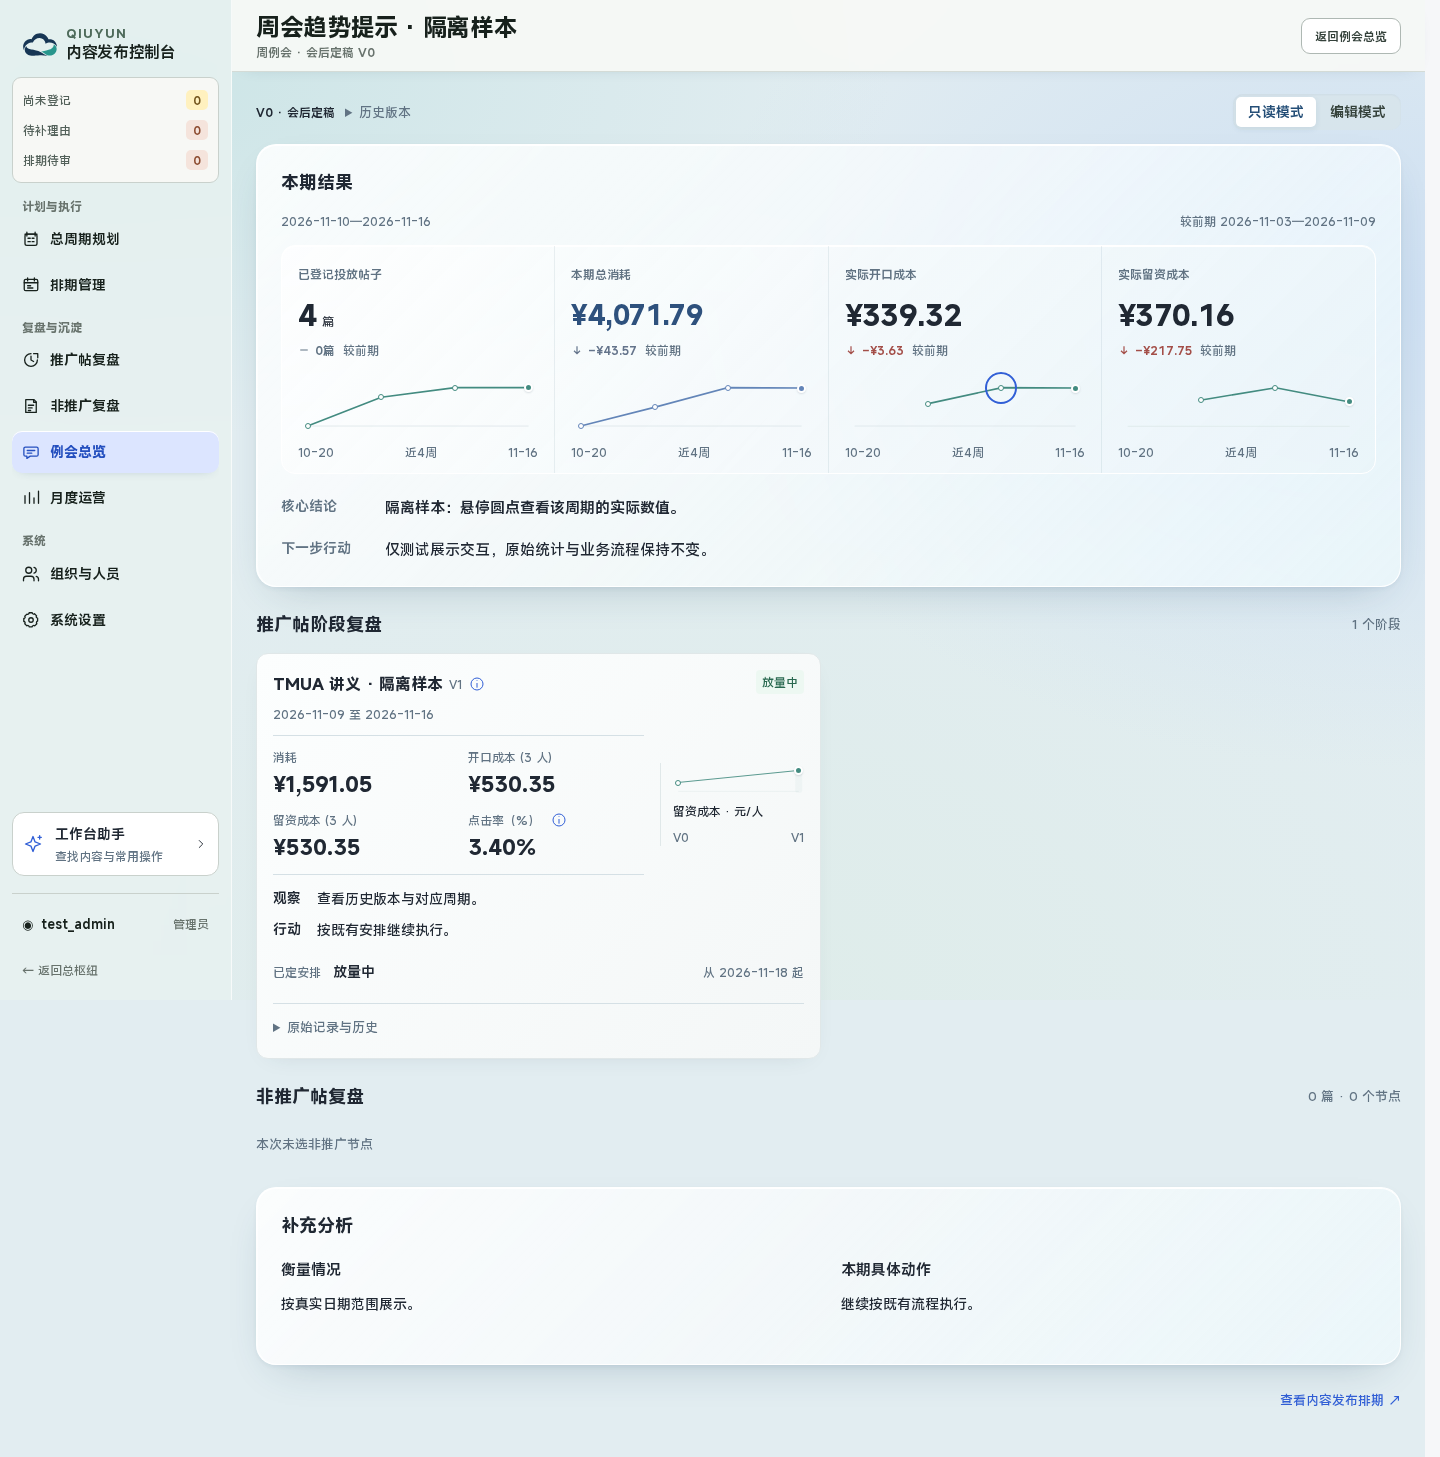 QIUYUN
内容发布控制台
尚未登记 0
待补理由 0
排期待审 0
计划与执行
总周期规划
排期管理
复盘与沉淀
推广帖复盘
非推广复盘
例会总览
月度运营
系统
组织与人员
系统设置
工作台助手
查找内容与常用操作
test_admin 管理员
← 返回总枢纽
周会趋势提示 · 隔离样本
周例会 · 会后定稿 V0
返回例会总览
V0 · 会后定稿 ▶ 历史版本
只读模式 编辑模式
本期结果
2026-11-10—2026-11-16 较前期 2026-11-03—2026-11-09
已登记投放帖子
4 篇
— 0篇 较前期
10-20 近4周 11-16
本期总消耗
¥4,071.79
↓ -¥43.57 较前期
10-20 近4周 11-16
实际开口成本
¥339.32
↓ -¥3.63 较前期
10-20 近4周 11-16
实际留资成本
¥370.16
↓ -¥217.75 较前期
10-20 近4周 11-16
核心结论 隔离样本：悬停圆点查看该周期的实际数值。
下一步行动 仅测试展示交互，原始统计与业务流程保持不变。
推广帖阶段复盘 1 个阶段
TMUA 讲义 · 隔离样本 V1 放量中
2026-11-09 至 2026-11-16
消耗 开口成本 (3 人)
¥1,591.05 ¥530.35
留资成本 (3 人) 点击率（%）
¥530.35 3.40%
留资成本 · 元/人
V0 V1
观察 查看历史版本与对应周期。
行动 按既有安排继续执行。
已定安排 放量中 从 2026-11-18 起
▶ 原始记录与历史
非推广帖复盘 0 篇 · 0 个节点
本次未选非推广节点
补充分析
衡量情况
按真实日期范围展示。
本期具体动作
继续按既有流程执行。
查看内容发布排期 ↗